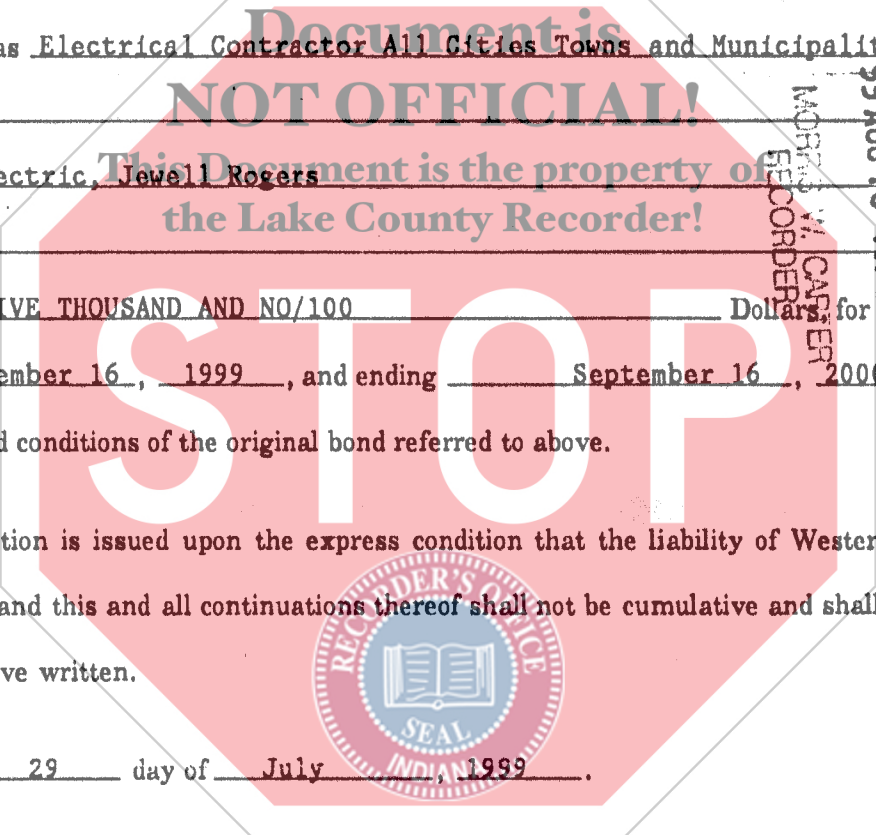 Document is
as Electrical Contractor All Cities Towns and Municipalit
NOT OFFICIAL!
This Document is the property of
ectric, Jewell Rogers
the Lake County Recorder!
MORRIS W. CARTER
RECORDER
STOP
IVE THOUSAND AND NO/100 Dollars, for
ember 16, 1999, and ending September 16, 2000
d conditions of the original bond referred to above.
tion is issued upon the express condition that the liability of Wester
and this and all continuations thereof shall not be cumulative and shall
ve written.
RECORDER'S OFFICE
SEAL
INDIANA
29 day of July, 1999.